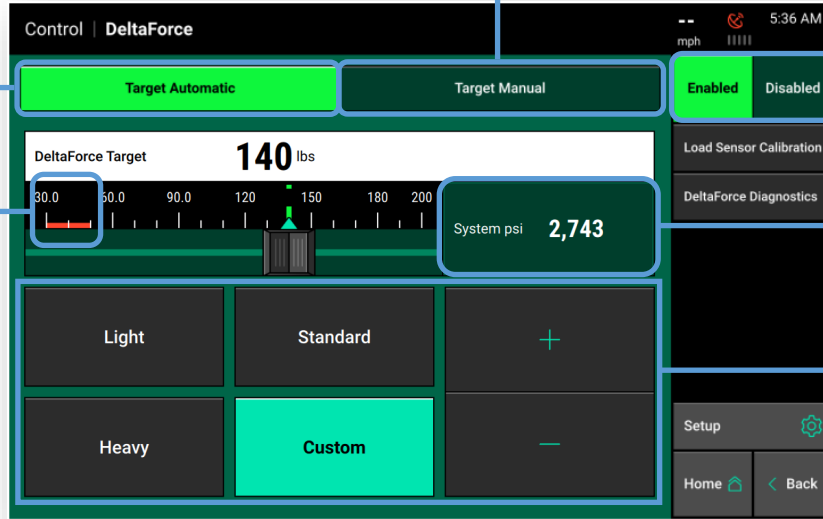 Control | DeltaForce
-- 5:36 AM
mph
Target Automatic
Target Manual
Enabled
Disabled
DeltaForce Target 140 lbs
Load Sensor Calibration
30.0 60.0 90.0 120 150 180 200
System psi 2,743
DeltaForce Diagnostics
Light
Standard
+
Heavy
Custom
−
Setup
Home
< Back